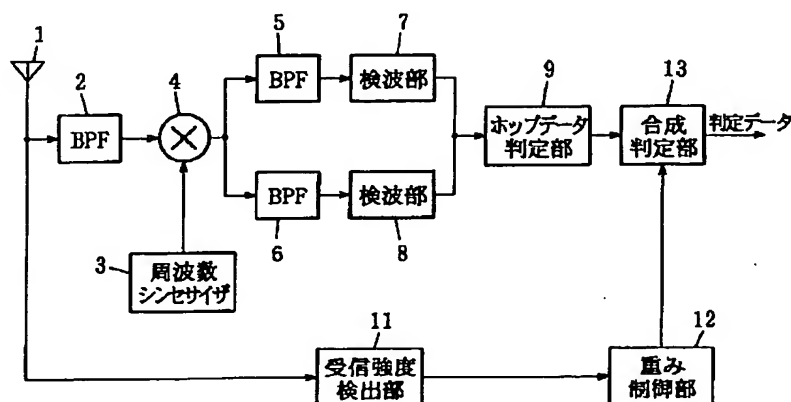 1
2
BPF
4
3
周波数
シンセサイザ
5
BPF
7
検波部
BPF
6
検波部
8
9
ホップデータ
判定部
13
合成
判定部
判定データ
11
受信強度
検出部
12
重み
制御部